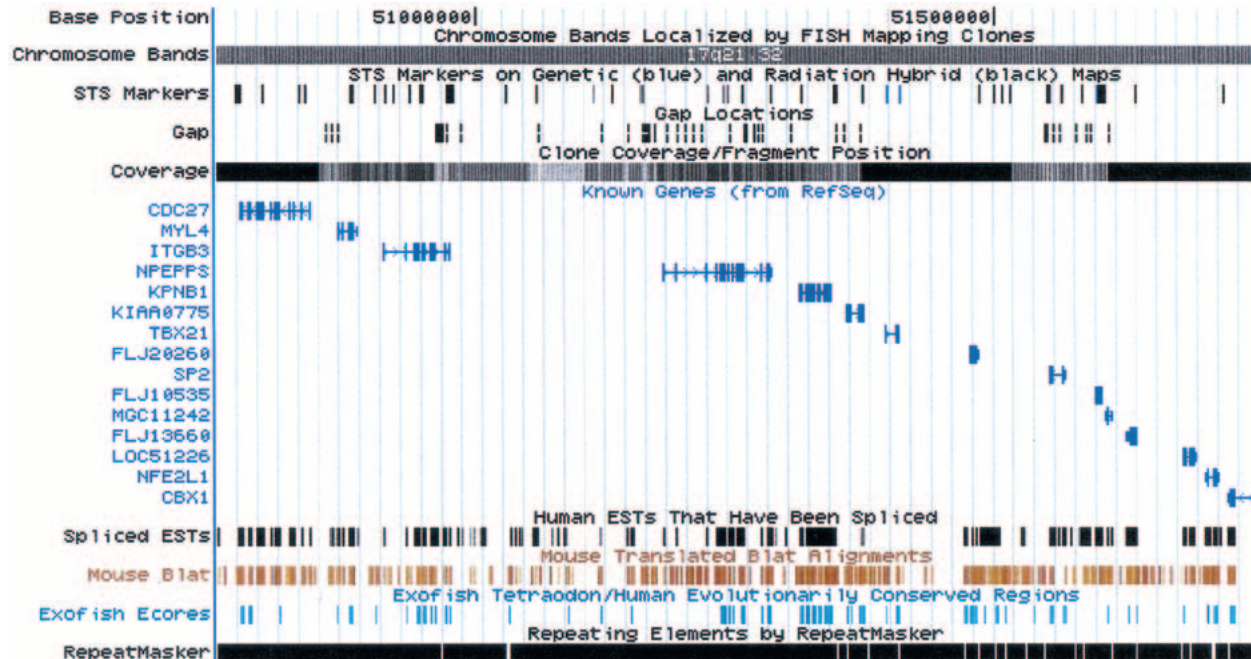 Base Position 51000000| 51500000|
Chromosome Bands Localized by FISH Mapping Clones
Chromosome Bands 17q21.32
STS Markers on Genetic (blue) and Radiation Hybrid (black) Maps
STS Markers
Gap Locations
Gap
Clone Coverage/Fragment Position
Coverage
Known Genes (from RefSeq)
CDC27
MYL4
ITGB3
NPEPPS
KPNB1
KIAA0775
TBX21
FLJ20260
SP2
FLJ10535
MGC11242
FLJ13660
LOC51226
NFE2L1
CBX1
Human ESTs That Have Been Spliced
Spliced ESTs
Mouse Translated Blat Alignments
Mouse Blat
Exofish Tetraodon/Human Evolutionarily Conserved Regions
Exofish Ecores
Repeating Elements by RepeatMasker
RepeatMasker